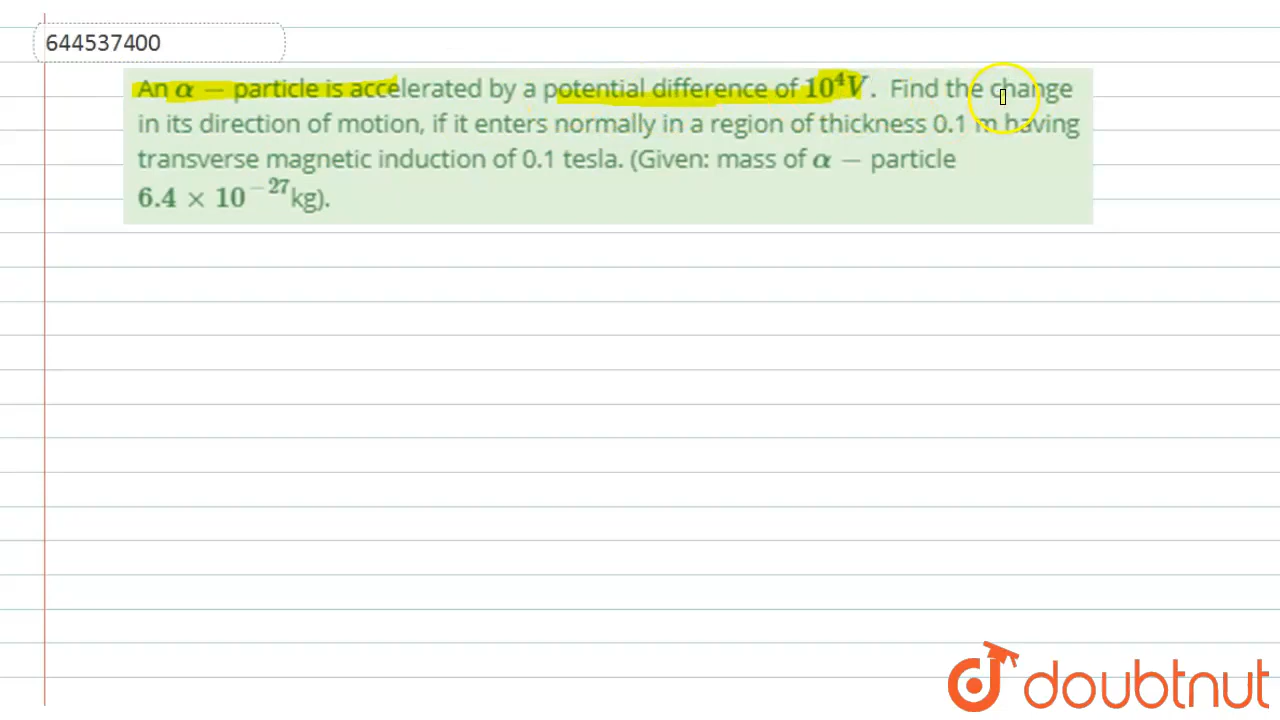 644537400
An α – particle is accelerated by a potential difference of 10⁴V. Find the change
in its direction of motion, if it enters normally in a region of thickness 0.1 m having
transverse magnetic induction of 0.1 tesla. (Given: mass of α – particle
6.4 × 10⁻²⁷kg).
doubtnut